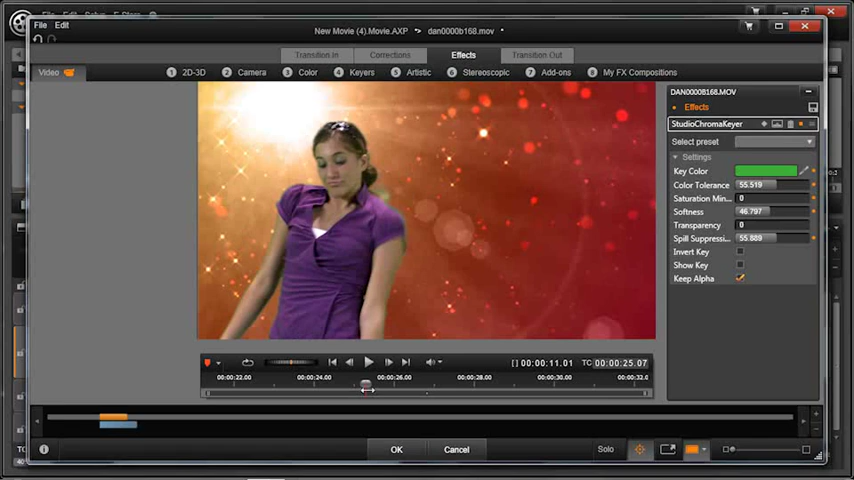 File Edit
New Movie (4).Movie.AXP dan0000b168.mov
Transition In Corrections Effects Transition Out
Video 1 2D-3D 2 Camera 3 Color 4 Keyers 5 Artistic 6 Stereoscopic 7 Add-ons 8 My FX Compositions
DAN0000B168.MOV
Effects
StudioChromaKeyer
Select preset
Settings
Key Color
Color Tolerance 55.519
Saturation Min... 0
Softness 46.797
Transparency 0
Spill Suppressi... 55.889
Invert Key
Show Key
Keep Alpha
[ ] 00:00:11.01 TC 00:00:25.07
00:00:22.00 00:00:24.00 00:00:26.00 00:00:28.00 00:00:30.00 00:00:32.0
OK Cancel Solo